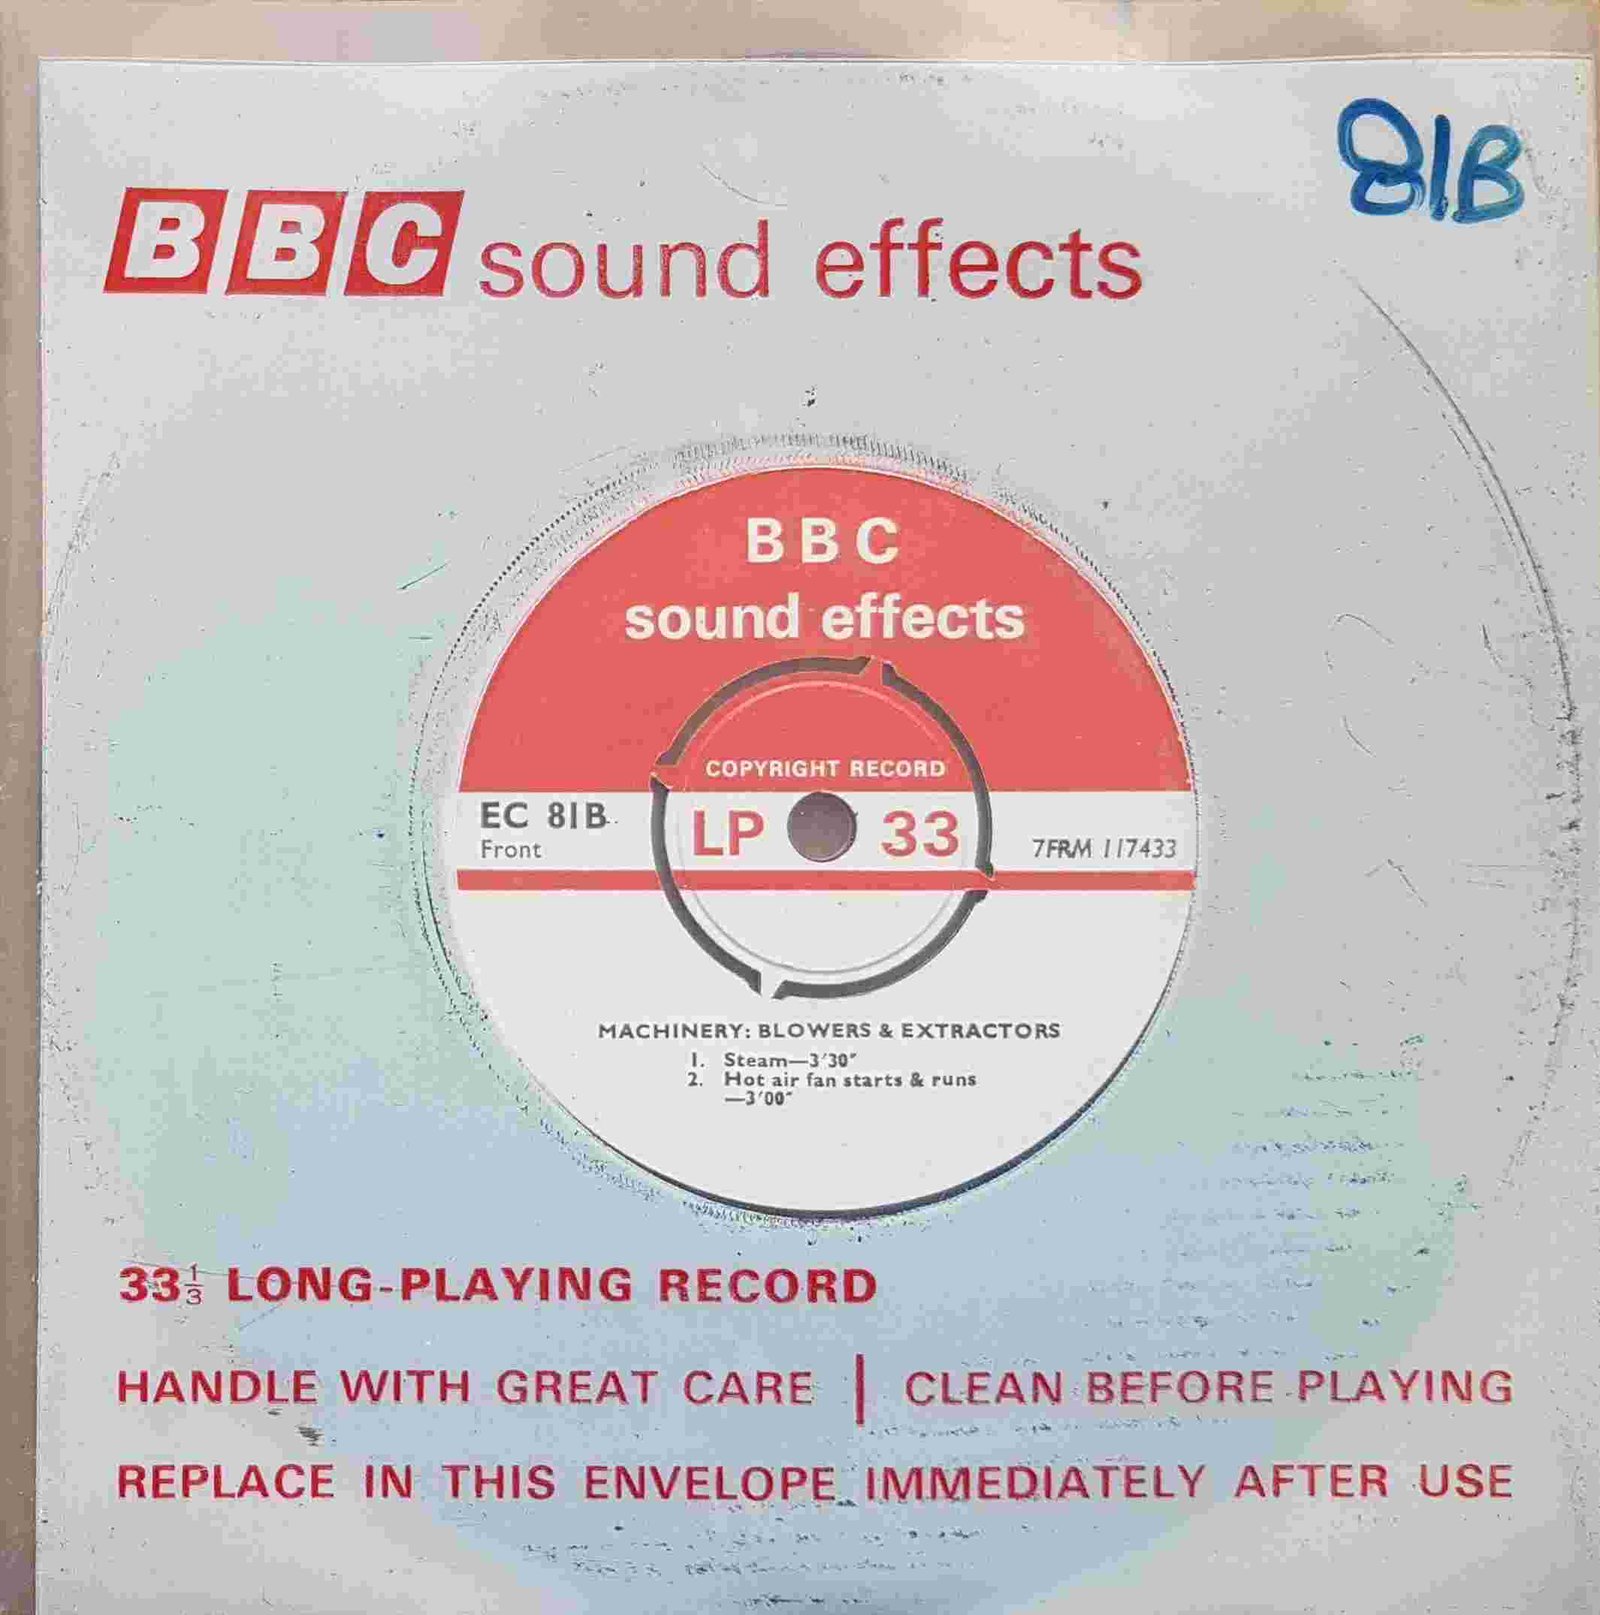 81B
BBC sound effects
BBC
sound effects
COPYRIGHT RECORD
EC 81B
LP 33
Front
7FRM 117433
MACHINERY: BLOWERS & EXTRACTORS
1. Steam—3'30"
2. Hot air fan starts & runs
—3'00"
33⅓ LONG-PLAYING RECORD
HANDLE WITH GREAT CARE | CLEAN BEFORE PLAYING
REPLACE IN THIS ENVELOPE IMMEDIATELY AFTER USE